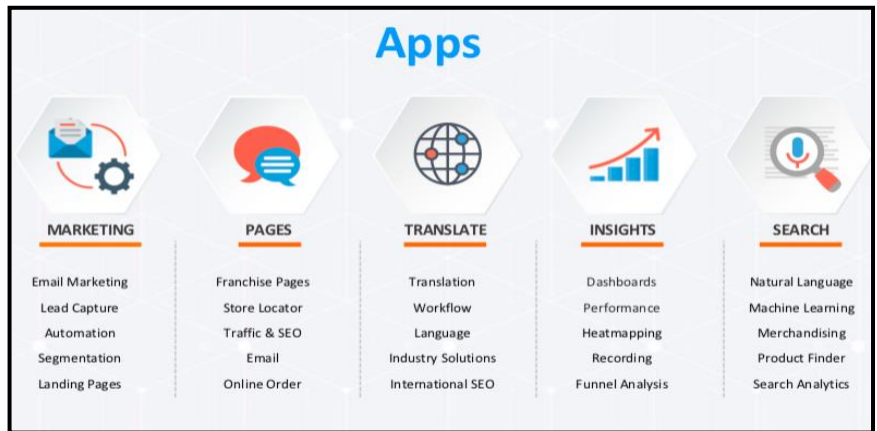 Apps
MARKETING
Email Marketing
Lead Capture
Automation
Segmentation
Landing Pages
PAGES
Franchise Pages
Store Locator
Traffic & SEO
Email
Online Order
TRANSLATE
Translation
Workflow
Language
Industry Solutions
International SEO
INSIGHTS
Dashboards
Performance
Heatmapping
Recording
Funnel Analysis
SEARCH
Natural Language
Machine Learning
Merchandising
Product Finder
Search Analytics